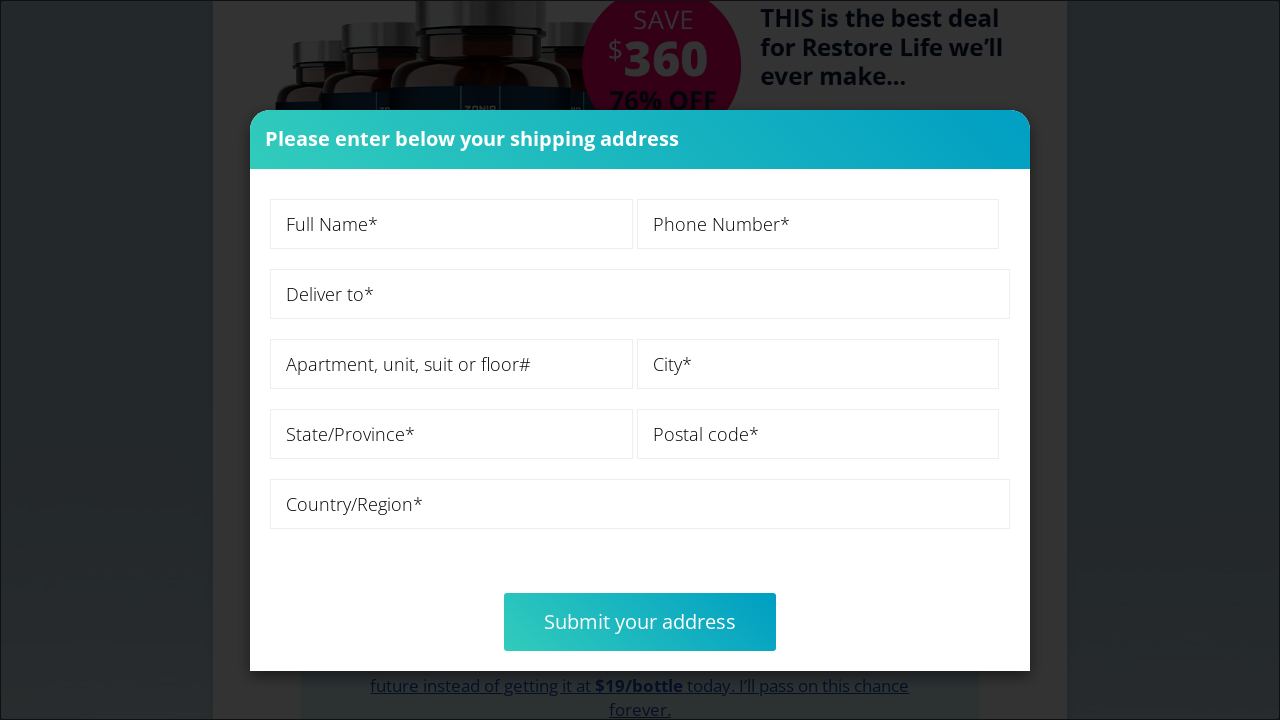 SAVE
$360
76% OFF
THIS is the best deal
for Restore Life we'll
ever make...
Please enter below your shipping address
Full Name*
Phone Number*
Deliver to*
Apartment, unit, suit or floor#
City*
State/Province*
Postal code*
Country/Region*
Submit your address
future instead of getting it at $19/bottle today. I'll pass on this chance
forever.